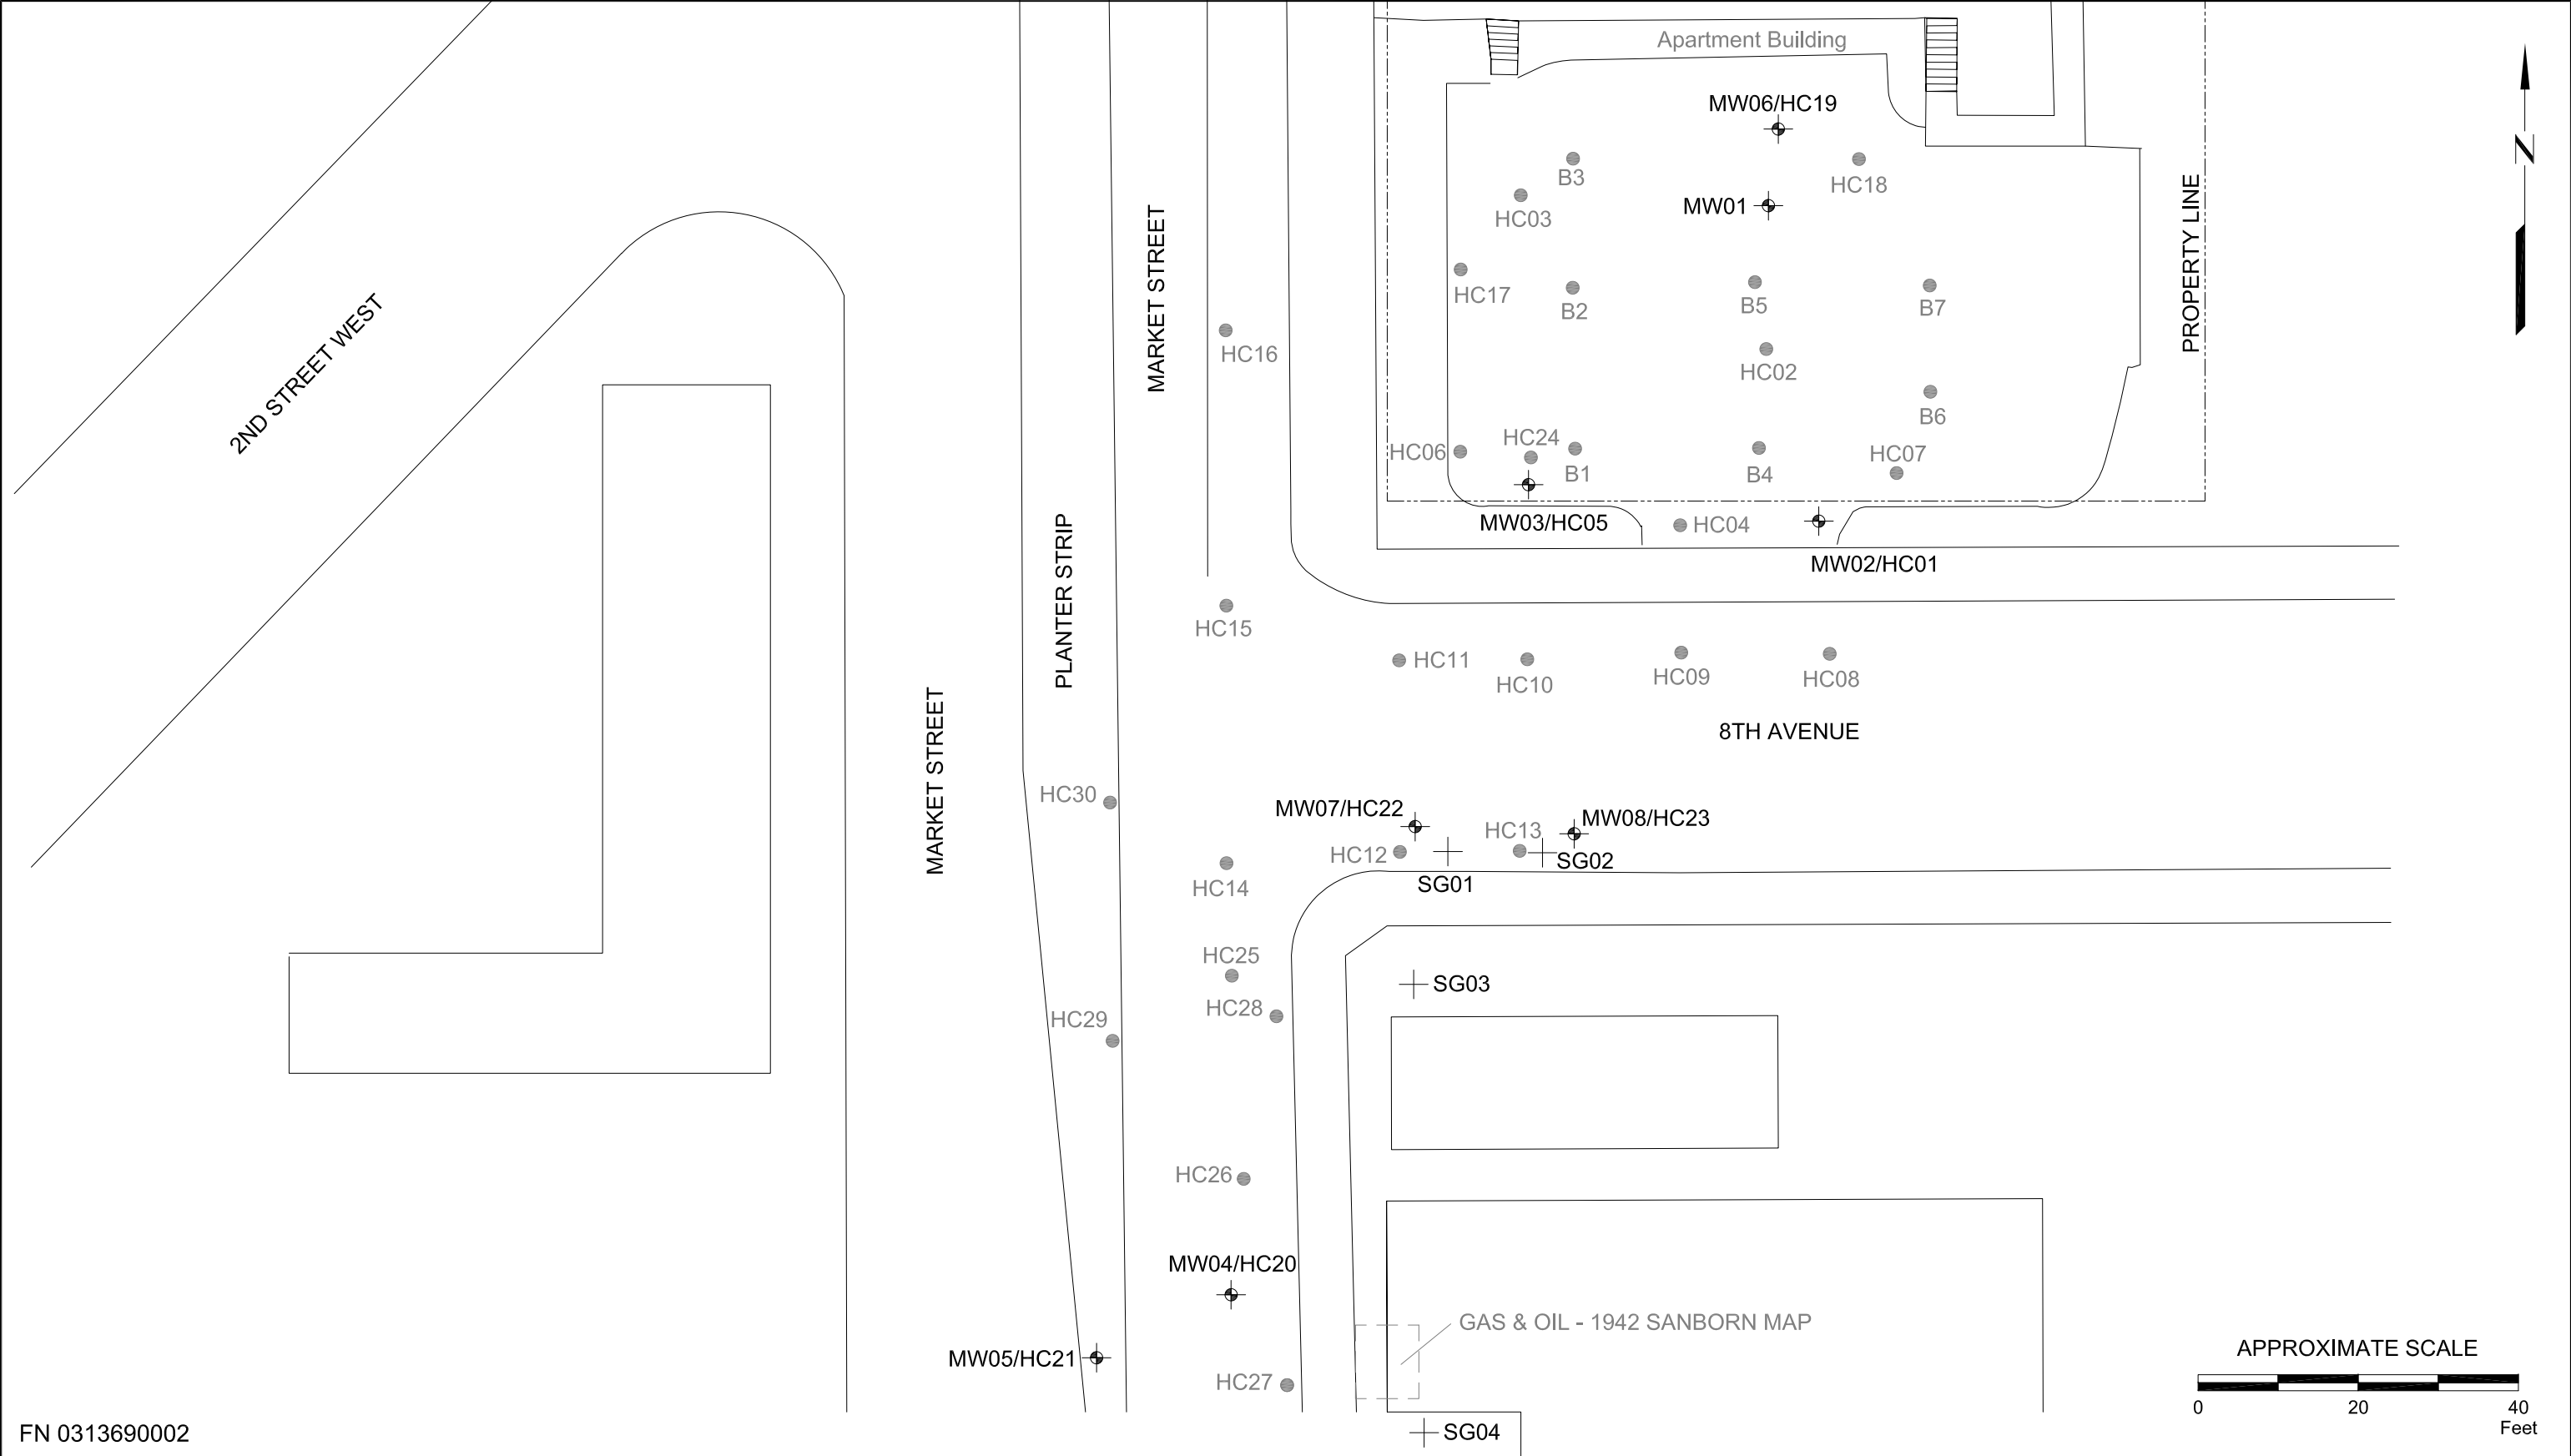 Apartment Building
MW06/HC19
N
B3
HC18
HC03
MW01
PROPERTY LINE
MARKET STREET
HC17
B2
B5
B7
2ND STREET WEST
HC16
HC02
B6
HC24
HC06
HC07
B1
B4
MW03/HC05
HC04
MW02/HC01
PLANTER STRIP
HC15
HC11
HC10
HC09
HC08
8TH AVENUE
MARKET STREET
HC30
MW07/HC22
MW08/HC23
HC13
HC12
SG02
SG01
HC14
HC25
SG03
HC28
HC29
HC26
MW04/HC20
GAS & OIL - 1942 SANBORN MAP
MW05/HC21
HC27
APPROXIMATE SCALE
0 20 40
Feet
SG04
FN 0313690002